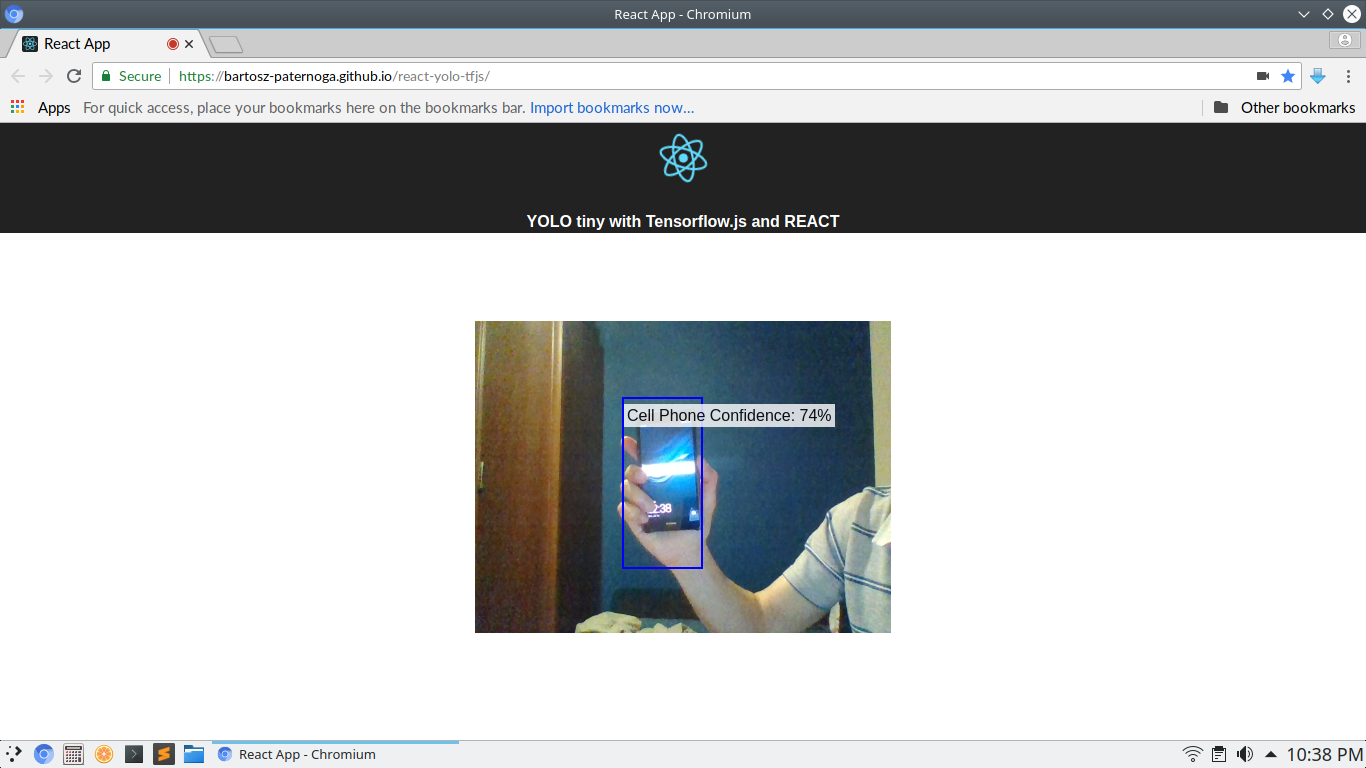 React App - Chromium
React App
Secure
https://bartosz-paternoga.github.io/react-yolo-tfjs/
Apps
For quick access, place your bookmarks here on the bookmarks bar. Import bookmarks now...
Other bookmarks
YOLO tiny with Tensorflow.js and REACT
Cell Phone Confidence: 74%
:38
React App - Chromium
10:38 PM